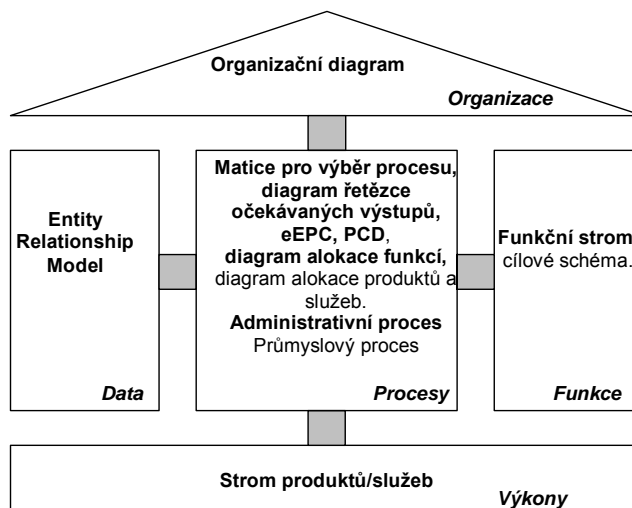 Organizační diagram
Organizace
Entity
Relationship
Model
Data
Matice pro výběr procesu,
diagram řetězce
očekávaných výstupů,
eEPC, PCD,
diagram alokace funkcí,
diagram alokace produktů a
služeb.
Administrativní proces
Průmyslový proces
Procesy
Funkční strom
cílové schéma.
Funkce
Strom produktů/služeb
Výkony